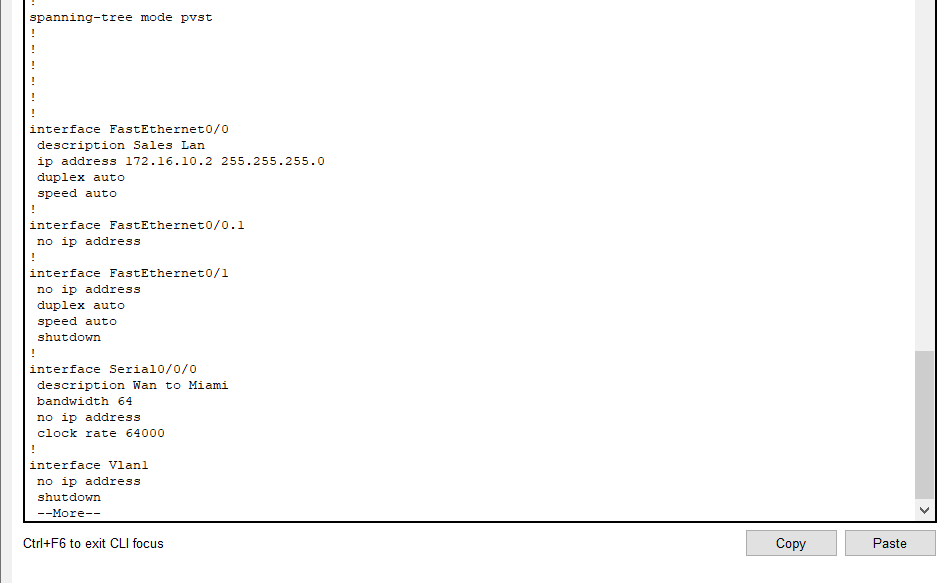 !
spanning-tree mode pvst
!
!
!
!
!
!
interface FastEthernet0/0
 description Sales Lan
 ip address 172.16.10.2 255.255.255.0
 duplex auto
 speed auto
!
interface FastEthernet0/0.1
 no ip address
!
interface FastEthernet0/1
 no ip address
 duplex auto
 speed auto
 shutdown
!
interface Serial0/0/0
 description Wan to Miami
 bandwidth 64
 no ip address
 clock rate 64000
!
interface Vlan1
 no ip address
 shutdown
 --More--
Ctrl+F6 to exit CLI focus
Copy
Paste